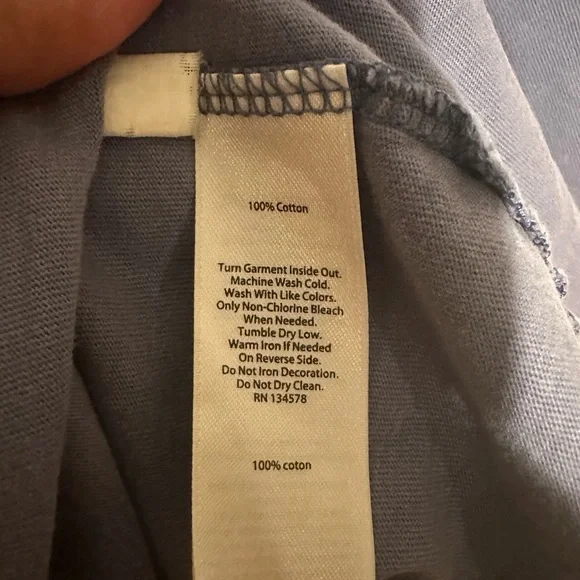 100% Cotton
Turn Garment Inside Out.
Machine Wash Cold.
Wash With Like Colors.
Only Non-Chlorine Bleach
When Needed.
Tumble Dry Low.
Warm Iron If Needed
On Reverse Side.
Do Not Iron Decoration.
Do Not Dry Clean.
RN 134578
100% coton